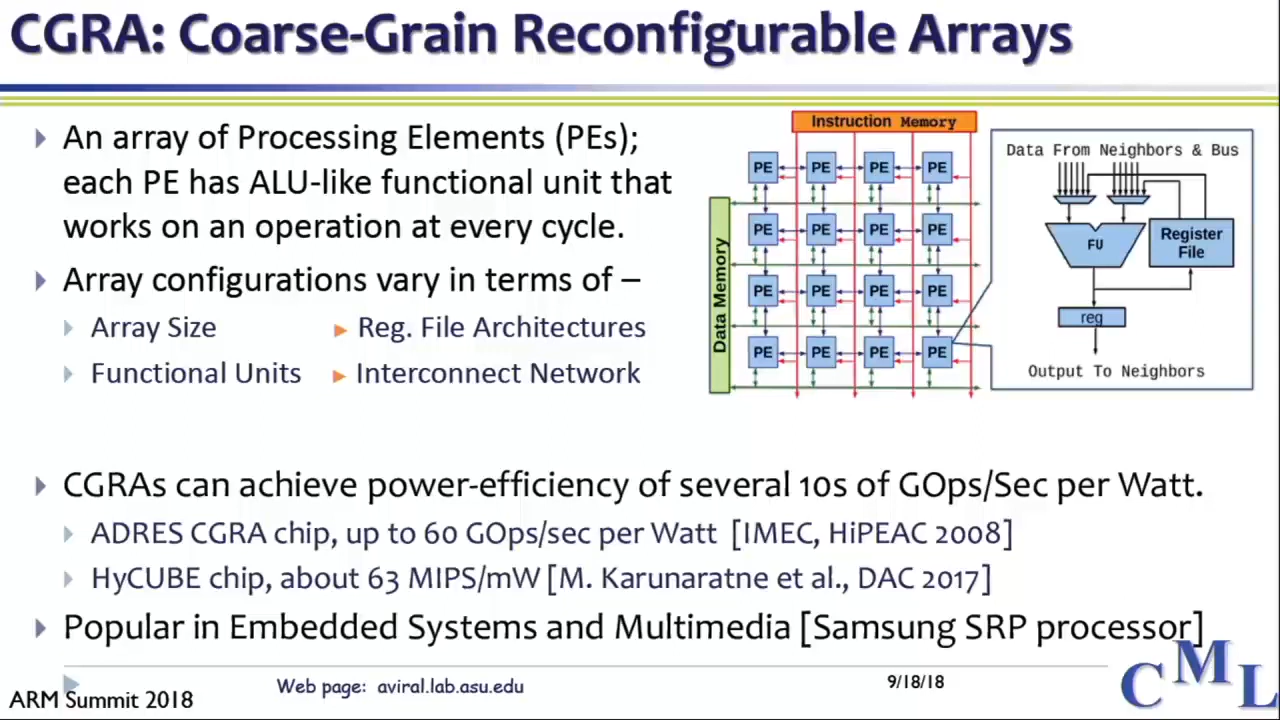 CGRA: Coarse-Grain Reconfigurable Arrays
An array of Processing Elements (PEs);
each PE has ALU-like functional unit that
works on an operation at every cycle.
Array configurations vary in terms of –
Array Size
Reg. File Architectures
Functional Units
Interconnect Network
Instruction Memory
PE PE PE PE
PE PE PE PE
PE PE PE PE
PE PE PE PE
Data Memory
Data From Neighbors & Bus
FU
Register
File
reg
Output To Neighbors
CGRAs can achieve power-efficiency of several 10s of GOps/Sec per Watt.
ADRES CGRA chip, up to 60 GOps/sec per Watt [IMEC, HiPEAC 2008]
HyCUBE chip, about 63 MIPS/mW [M. Karunaratne et al., DAC 2017]
Popular in Embedded Systems and Multimedia [Samsung SRP processor]
ARM Summit 2018
Web page: aviral.lab.asu.edu
9/18/18
CML